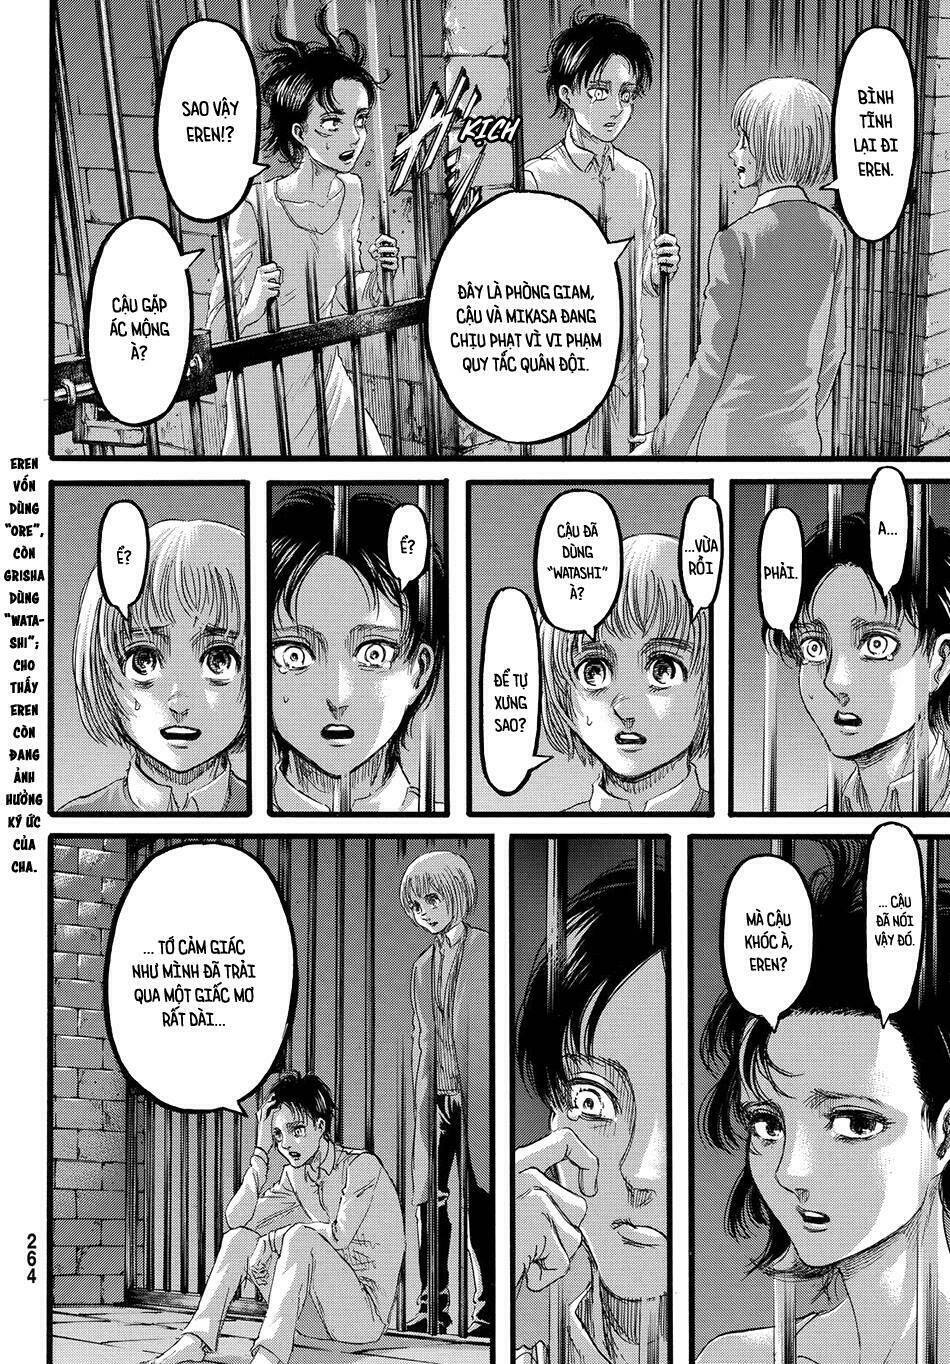 BÌNH
TĨNH
LẠI ĐI
EREN.
ĐÂY LÀ PHÒNG GIAM,
CẬU VÀ MIKASA ĐANG
CHỊU PHẠT VÌ VI PHẠM
QUY TẮC QUÂN ĐỘI.
KỊCH
SAO VẬY
EREN!?
CẬU GẶP
ÁC MỘNG
À?
A...
PHẢI.
...VỪA
RỒI
CẬU ĐÃ
DÙNG
"WATASHI"
À?
ĐỂ TỰ
XƯNG
SAO?
Ể?
Ể?
EREN
VỐN
DÙNG
"ORE",
CÒN
GRISHA
DÙNG
"WATA-
SHI";
CHO
THẤY
EREN
CÒN
ĐANG
ẢNH
HƯỞNG
KÝ ỨC
CỦA
CHA.
... CẬU
ĐÃ NÓI
VẬY ĐÓ.
MÀ CẬU
KHÓC À,
EREN?
... TỚ CẢM GIÁC
NHƯ MÌNH ĐÃ TRẢI
QUA MỘT GIẤC MƠ
RẤT DÀI...
264